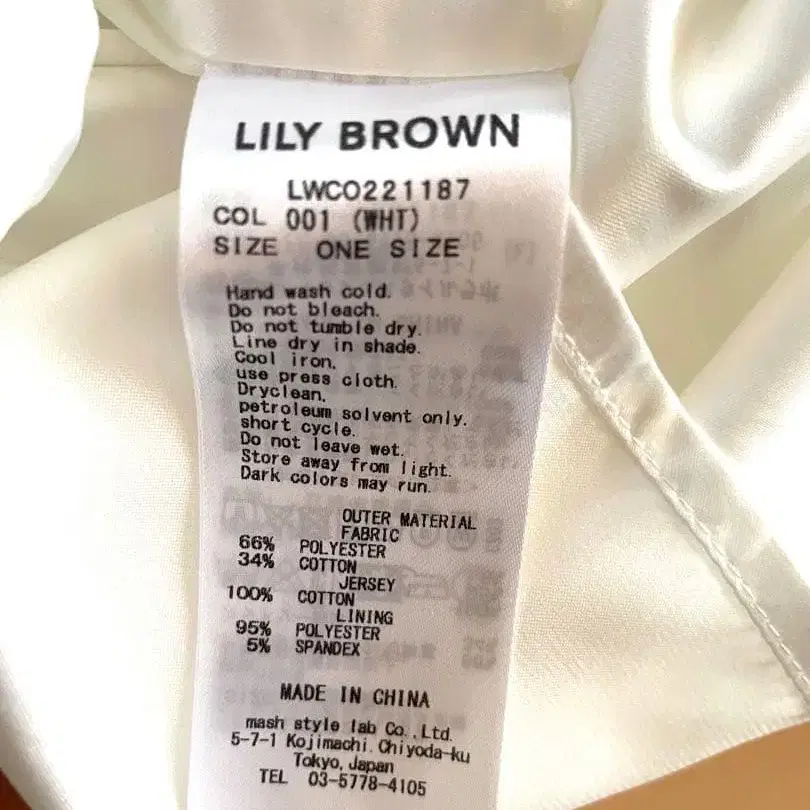 LILY BROWN
LWCO221187
COL 001 (WHT)
SIZE ONE SIZE
Hand wash cold.
Do not bleach.
Do not tumble dry.
Line dry in shade.
Cool iron,
use press cloth.
Dryclean,
petroleum solvent only.
short cycle.
Do not leave wet.
Store away from light.
Dark colors may run.
OUTER MATERIAL
FABRIC
66% POLYESTER
34% COTTON
JERSEY
100% COTTON
LINING
95% POLYESTER
5% SPANDEX
MADE IN CHINA
mash style lab Co.,Ltd.
5-7-1 Kojimachi.Chiyoda-ku
Tokyo,Japan
TEL 03-5778-4105